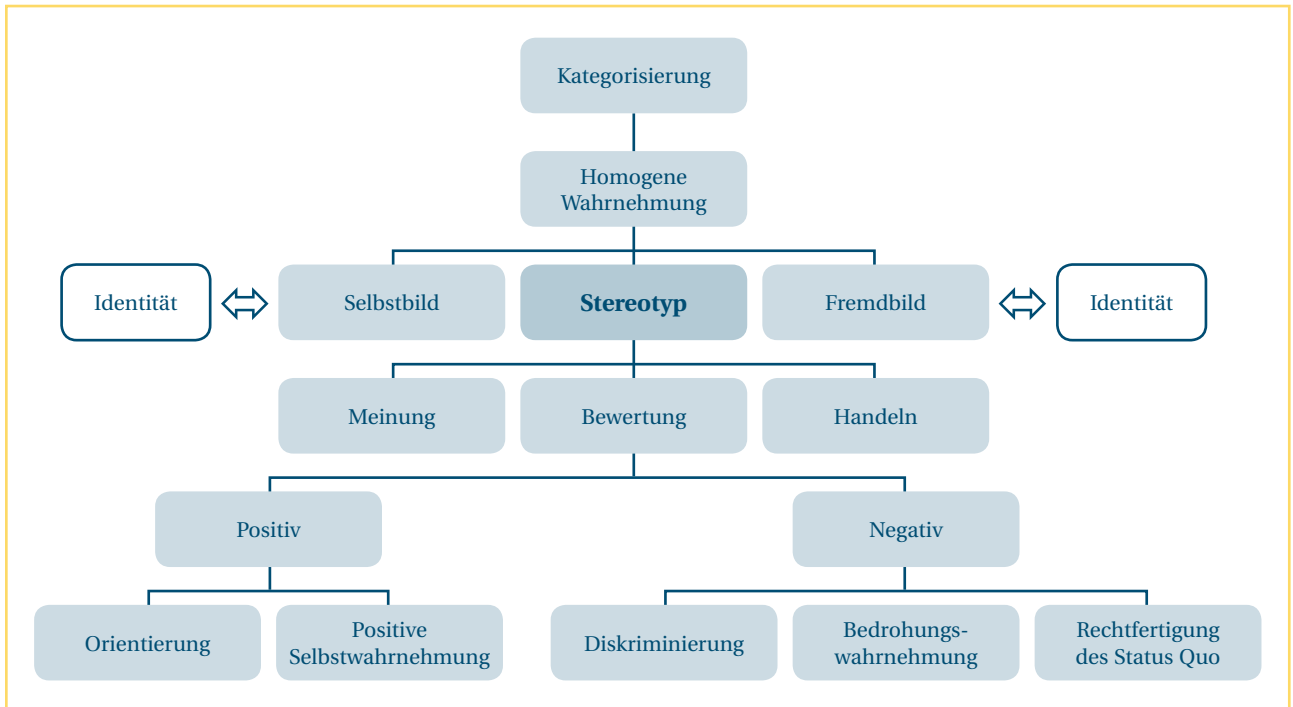 Kategorisierung
Homogene
Wahrnehmung
Identität
Selbstbild
Stereotyp
Fremdbild
Identität
Meinung
Bewertung
Handeln
Positiv
Negativ
Orientierung
Positive
Selbstwahrnehmung
Diskriminierung
Bedrohungs-
wahrnehmung
Rechtfertigung
des Status Quo